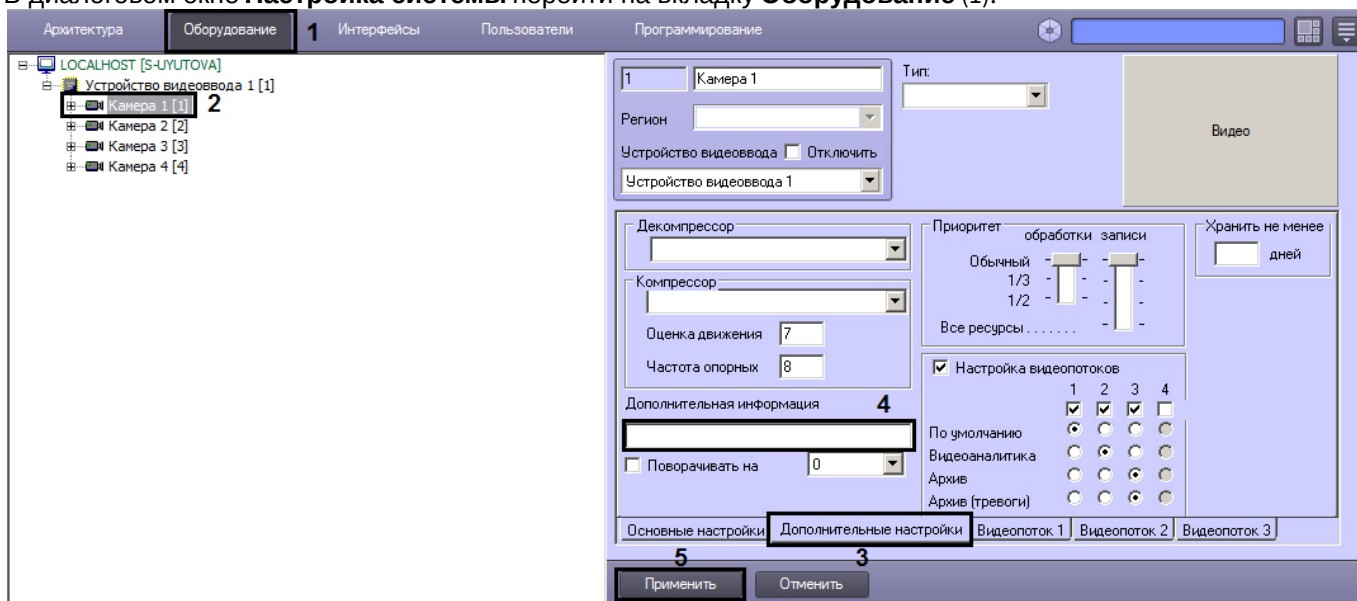 В диалоговом окне Настройка системы перейти на вкладку Оборудование (1).
Архитектура Оборудование 1 Интерфейсы Пользователи Программирование
LOCALHOST [S-UYUTOVA]
Устройство видеоввода 1 [1]
Камера 1 [1] 2
Камера 2 [2]
Камера 3 [3]
Камера 4 [4]
1 Камера 1
Тип:
Регион
Устройство видеоввода Отключить
Устройство видеоввода 1
Видео
Декомпрессор
Компрессор
Оценка движения 7
Частота опорных 8
Дополнительная информация 4
Поворачивать на 0
Приоритет
обработки записи
Обычный
1/3
1/2
Все ресурсы . . . . . . .
Хранить не менее
дней
Настройка видеопотоков
1 2 3 4
По умолчанию
Видеоаналитика
Архив
Архив (тревоги)
Основные настройки Дополнительные настройки Видеопоток 1 Видеопоток 2 Видеопоток 3
5 3
Применить Отменить